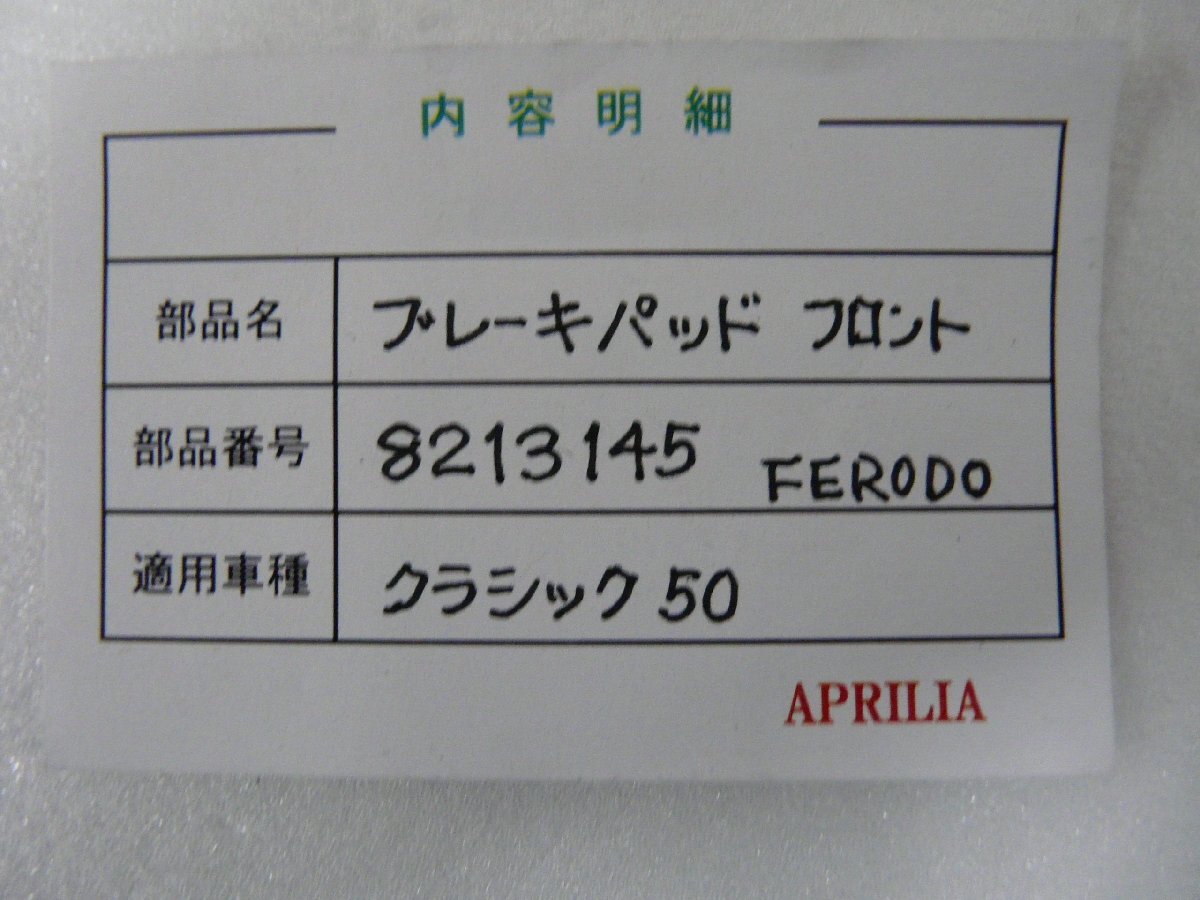 内容明細
部品名 ブレーキパッド フロント
部品番号 8213145 FERODO
適用車種 クラシック 50
APRILIA